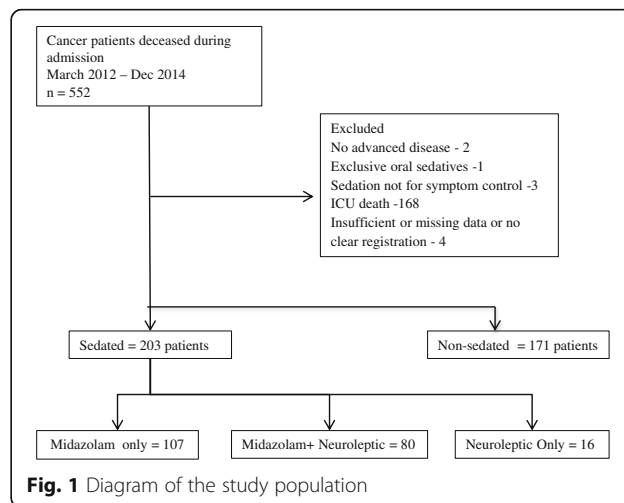 Cancer patients deceased during
admission
March 2012 – Dec 2014
n = 552
Excluded
No advanced disease - 2
Exclusive oral sedatives -1
Sedation not for symptom control -3
ICU death -168
Insufficient or missing data or no
clear registration - 4
Sedated = 203 patients
Non-sedated = 171 patients
Midazolam only = 107
Midazolam+ Neuroleptic = 80
Neuroleptic Only = 16
Fig. 1 Diagram of the study population